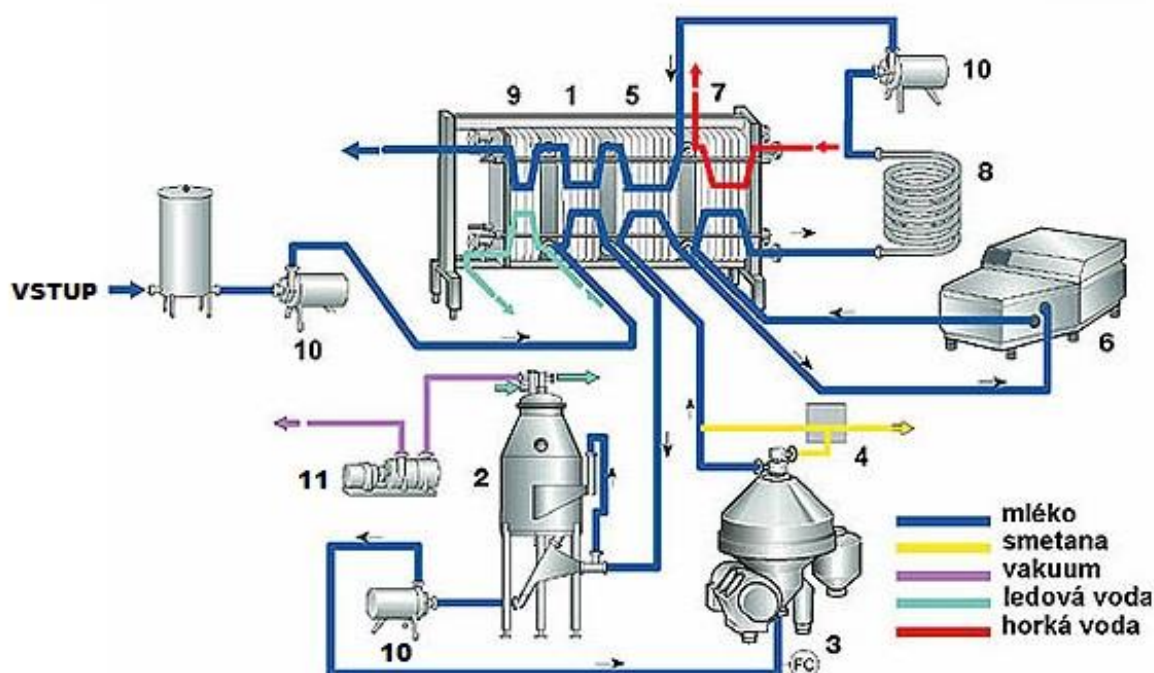 10
9 1 5 7
8
VSTUP
10
6
11
2
4
mléko
smetana
vakuum
ledová voda
horká voda
10
3
FC